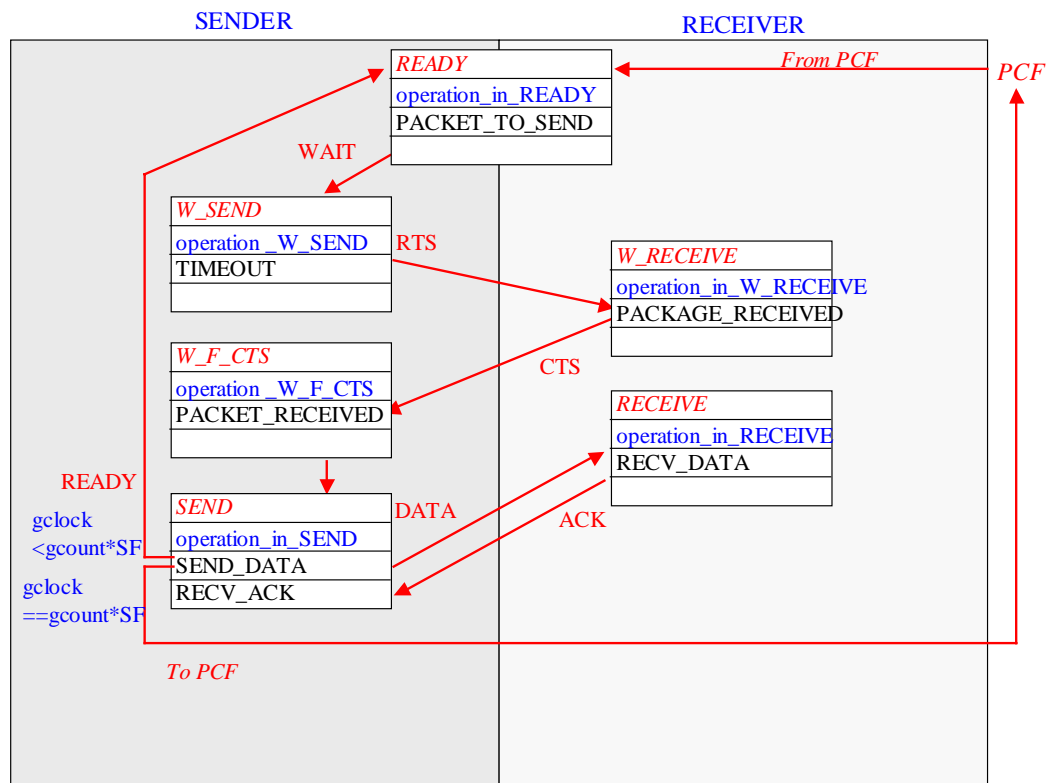 SENDER
RECEIVER
READY
operation_in_READY
PACKET_TO_SEND
From PCF
PCF
WAIT
W_SEND
operation _W_SEND
TIMEOUT
RTS
W_RECEIVE
operation_in_W_RECEIVE
PACKAGE_RECEIVED
W_F_CTS
operation _W_F_CTS
PACKET_RECEIVED
CTS
RECEIVE
operation_in_RECEIVE
RECV_DATA
READY
gclock
<gcount*SF
gclock
==gcount*SF
SEND
operation_in_SEND
SEND_DATA
RECV_ACK
DATA
ACK
To PCF